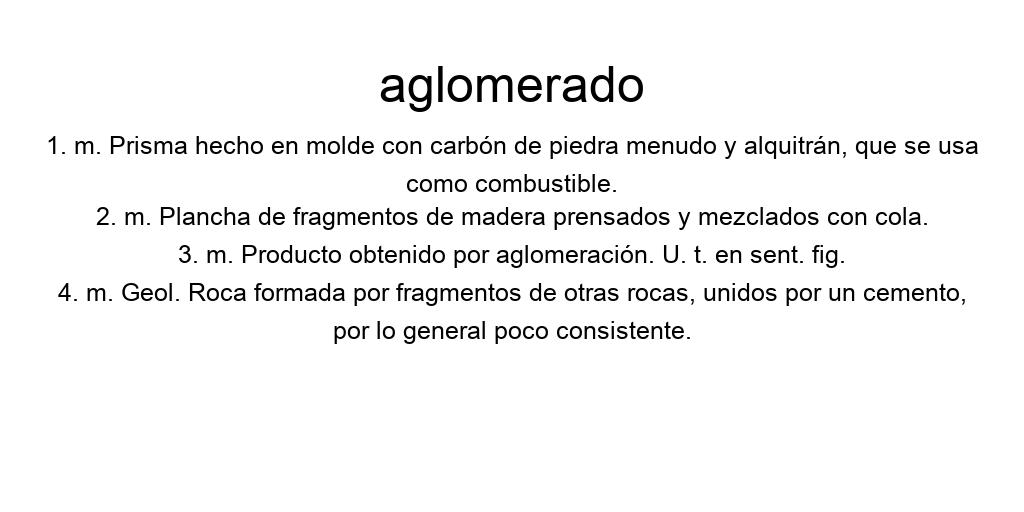 aglomerado
1. m. Prisma hecho en molde con carbón de piedra menudo y alquitrán, que se usa
como combustible.
2. m. Plancha de fragmentos de madera prensados y mezclados con cola.
3. m. Producto obtenido por aglomeración. U. t. en sent. fig.
4. m. Geol. Roca formada por fragmentos de otras rocas, unidos por un cemento,
por lo general poco consistente.